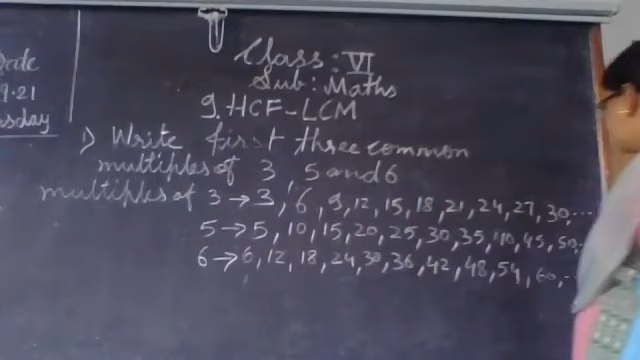 Date
9.21
sday
Class: VI
Sub: Maths
9. HCF-LCM
1) Write first three common
multiples of 3, 5 and 6
multiples of 3 → 3, 6, 9, 12, 15, 18, 21, 24, 27, 30, ...
5 → 5, 10, 15, 20, 25, 30, 35, 40, 45, 50, ..
6 → 6, 12, 18, 24, 30, 36, 42, 48, 54, 60, ..